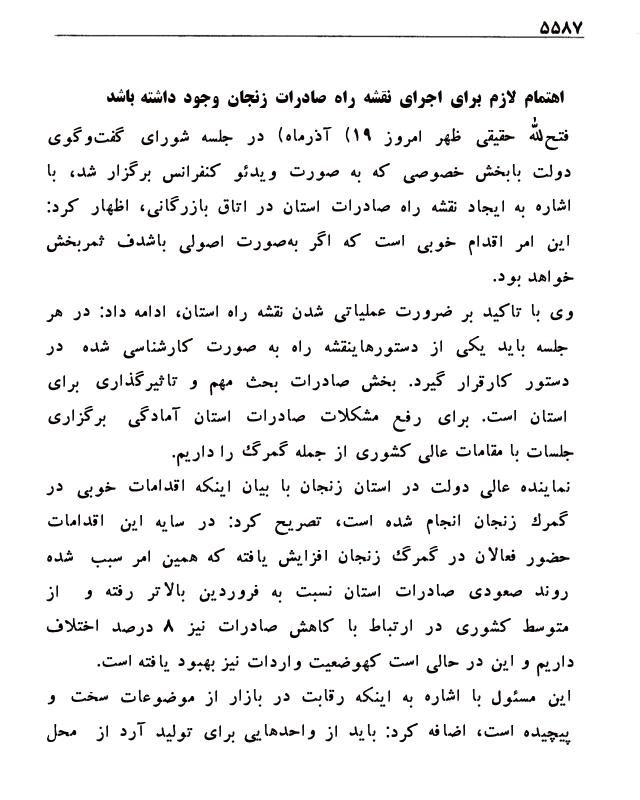 ۵۵۸۷
اهتمام لازم برای اجرای نقشه راه صادرات زنجان وجود داشته باشد
فتح‌الله حقیقی ظهر امروز ۱۹) آذرماه) در جلسه شورای گفت‌وگوی
دولت بابخش خصوصی که به صورت ویدئو کنفرانس برگزار شد، با
اشاره به ایجاد نقشه راه صادرات استان در اتاق بازرگانی، اظهار کرد:
این امر اقدام خوبی است که اگر به‌صورت اصولی باشدف ثمربخش
خواهد بود.
وی با تاکید بر ضرورت عملیاتی شدن نقشه راه استان، ادامه داد: در هر
جلسه باید یکی از دستورهاینقشه راه به صورت کارشناسی شده در
دستور کارقرار گیرد. بخش صادرات بحث مهم و تاثیرگذاری برای
استان است. برای رفع مشکلات صادرات استان آمادگی برگزاری
جلسات با مقامات عالی کشوری از جمله گمرگ را داریم.
نماینده عالی دولت در استان زنجان با بیان اینکه اقدامات خوبی در
گمرك زنجان انجام شده است، تصریح کرد: در سایه این اقدامات
حضور فعالان در گمرگ زنجان افزایش یافته که همین امر سبب شده
روند صعودی صادرات استان نسبت به فروردین بالاتر رفته و از
متوسط کشوری در ارتباط با کاهش صادرات نیز ۸ درصد اختلاف
داریم و این در حالی است کهوضعیت واردات نیز بهبود یافته است.
این مسئول با اشاره به اینکه رقابت در بازار از موضوعات سخت و
پیچیده است، اضافه کرد: باید از واحدهایی برای تولید آرد از محل